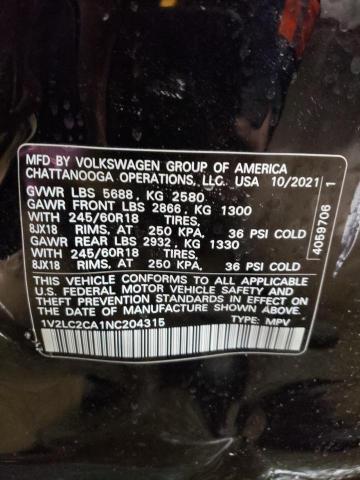 MFD BY VOLKSWAGEN GROUP OF AMERICA
CHATTANOOGA OPERATIONS, LLC. USA 10/2021
GVWR LBS 5688, KG 2580
GAWR FRONT LBS 2866, KG 1300
WITH 245/60R18 TIRES,
8JX18 RIMS, AT 250 KPA, 36 PSI COLD
GAWR REAR LBS 2932, KG 1330
WITH 245/60R18 TIRES,
8JX18 RIMS, AT 250 KPA, 36 PSI COLD
THIS VEHICLE CONFORMS TO ALL APPLICABLE
U.S. FEDERAL MOTOR VEHICLE SAFETY AND
THEFT PREVENTION STANDARDS IN EFFECT ON
THE DATE OF MANUFACTURE SHOWN ABOVE.
1V2LC2CA1NC204315 TYPE: MPV
4059706 1